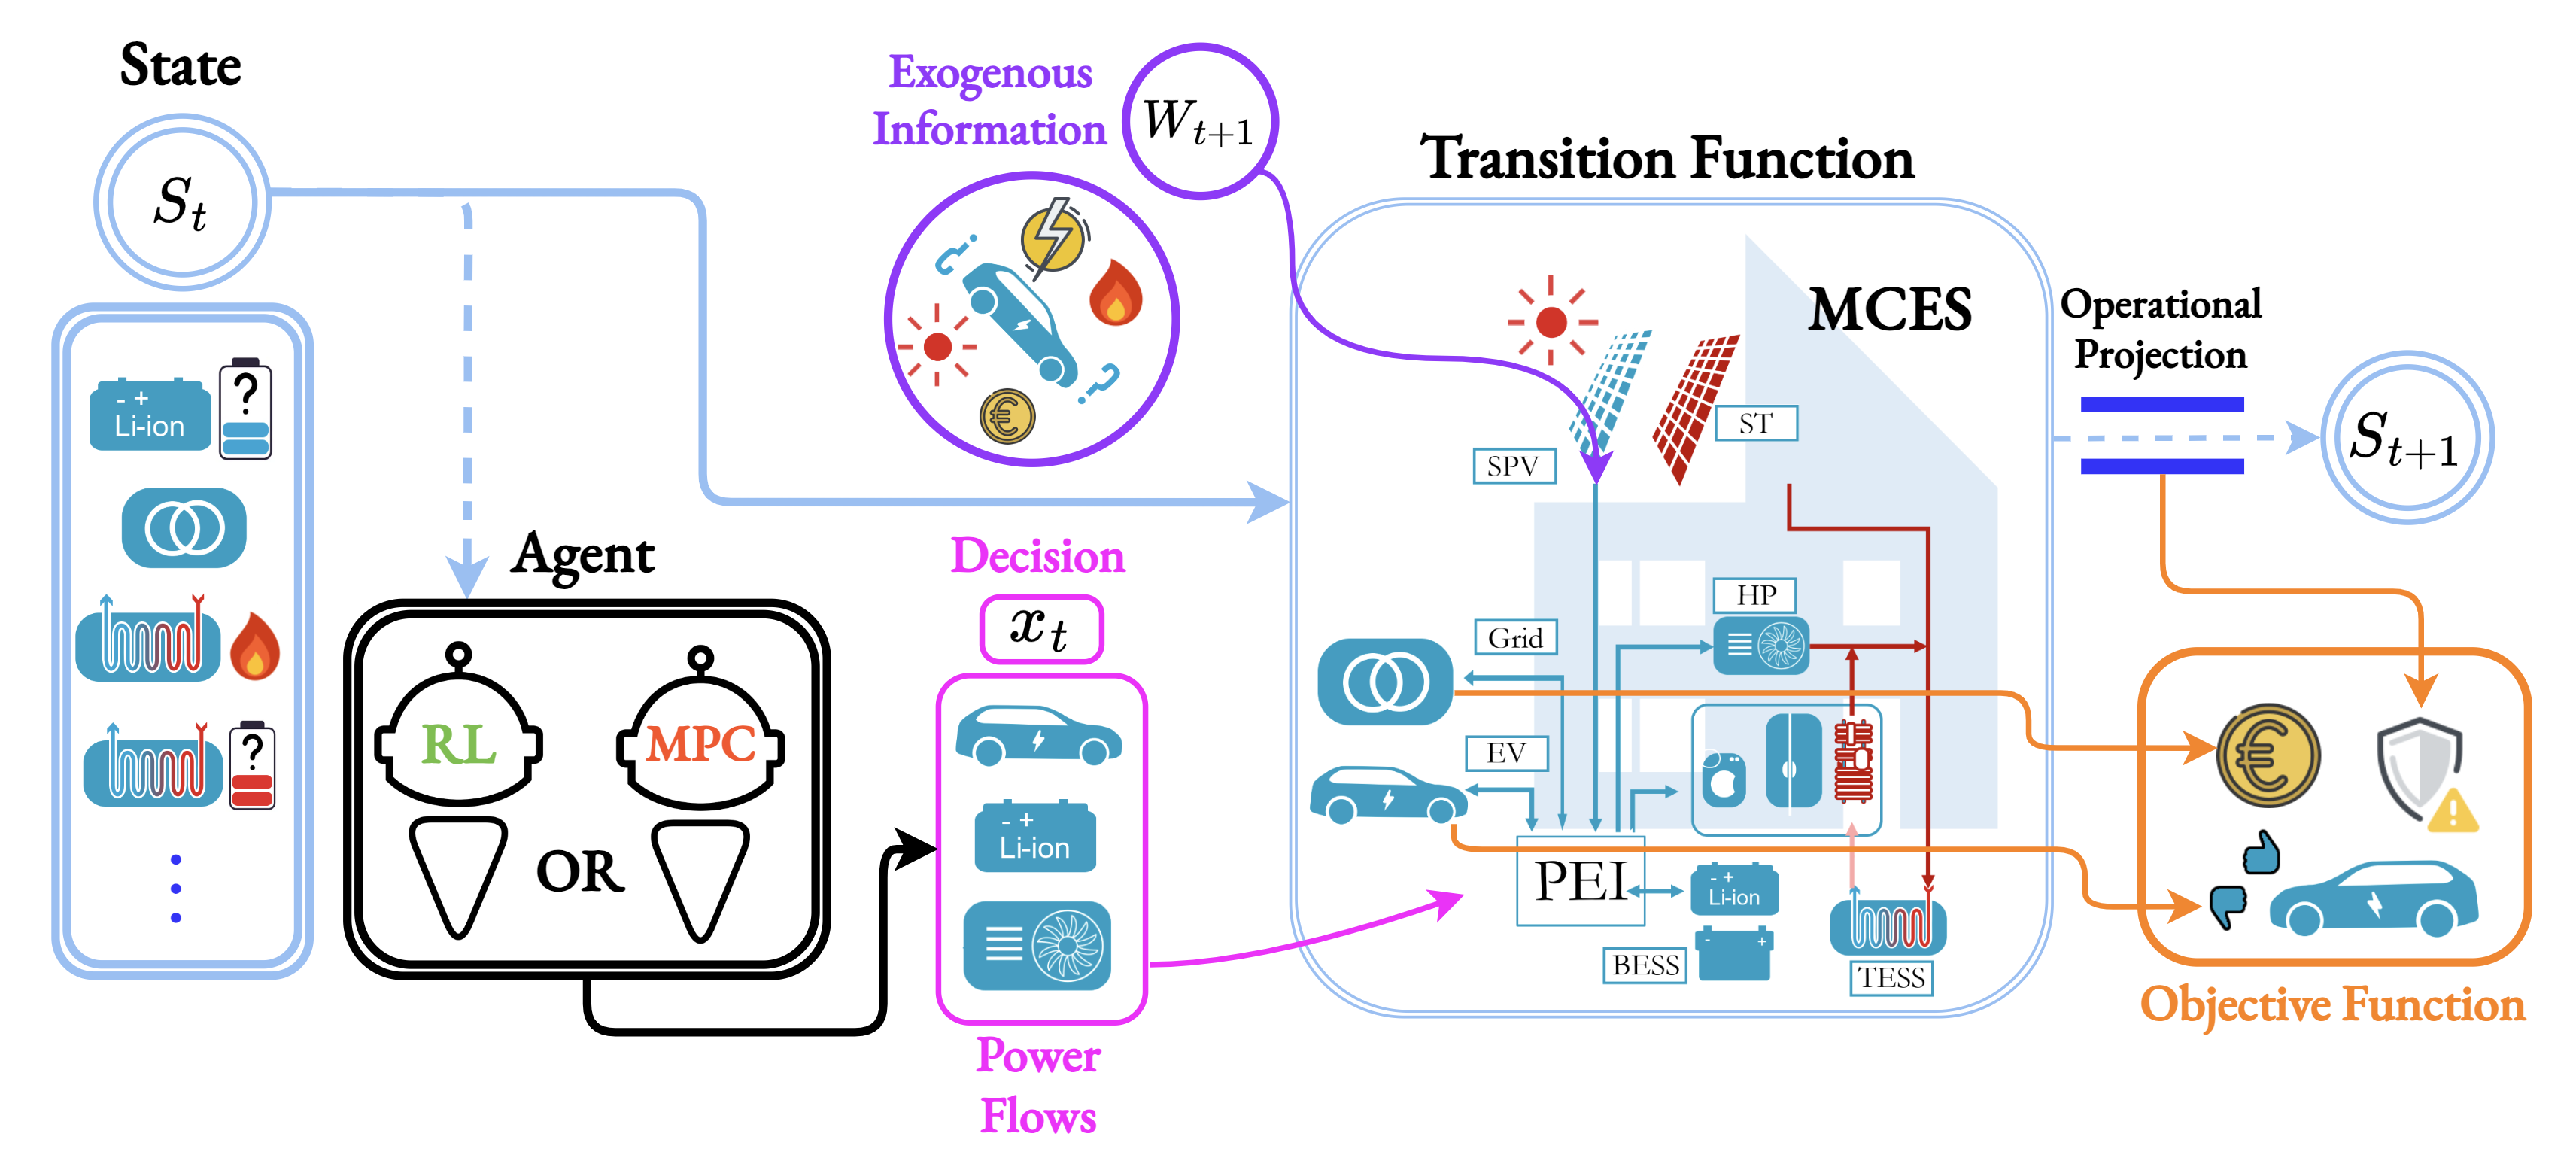 State
S_t
- +
Li-ion
?
?
Agent
RL
MPC
OR
Exogenous
Information
W_{t+1}
€
Decision
x_t
- +
Li-ion
Power
Flows
Transition Function
MCES
ST
SPV
HP
Grid
EV
PEI
- +
Li-ion
- +
BESS
TESS
Operational
Projection
S_{t+1}
€
!
Objective Function